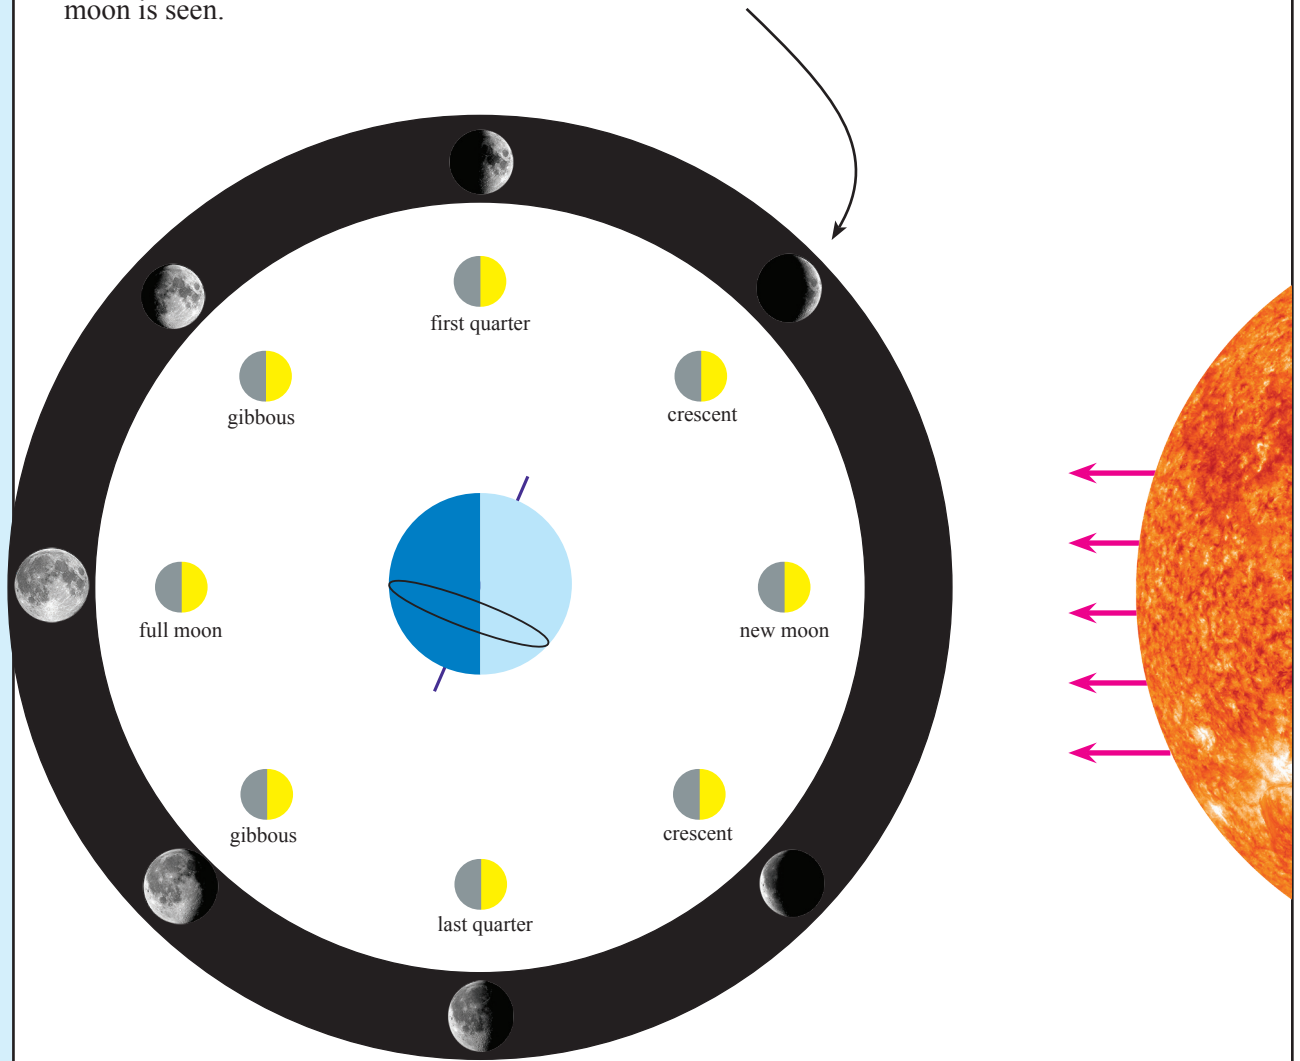 moon is seen.
first quarter
gibbous
crescent
full moon
new moon
gibbous
crescent
last quarter